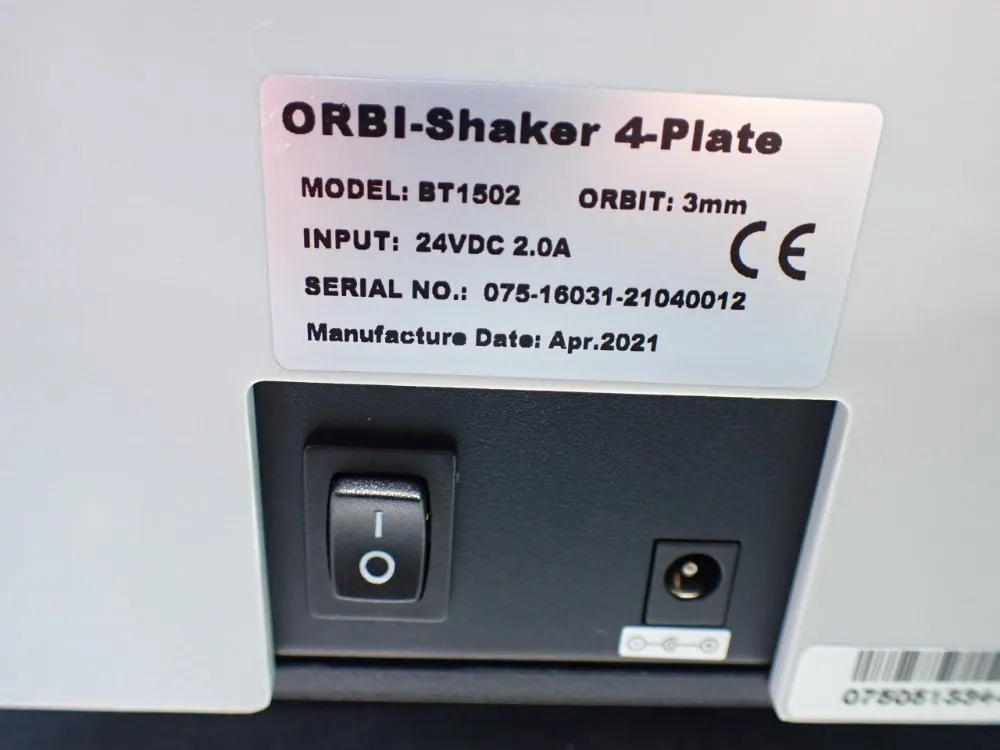 ORBI-Shaker 4-Plate
MODEL: BT1502 ORBIT: 3mm
INPUT: 24VDC 2.0A CE
SERIAL NO.: 075-16031-21040012
Manufacture Date: Apr.2021
I
O